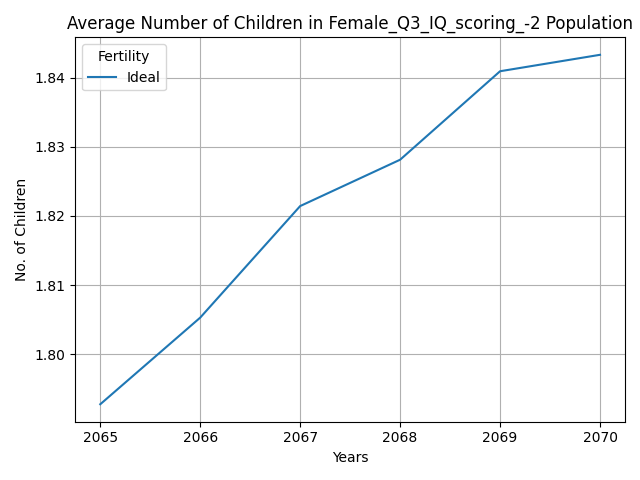 Average Number of Children in Female_Q3_IQ_scoring_-2 Population
Fertility
Ideal
No. of Children
1.84
1.83
1.82
1.81
1.80
2065 2066 2067 2068 2069 2070
Years